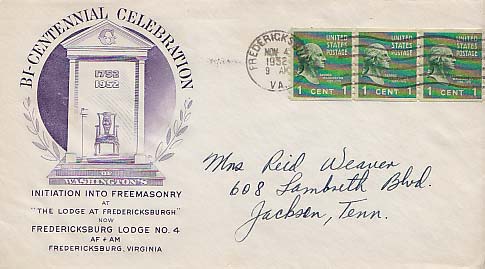 BI-CENTENNIAL CELEBRATION
G
1752
1952
OF
WASHINGTON'S
INITIATION INTO FREEMASONRY
AT
"THE LODGE AT FREDERICKSBURGH"
NOW
FREDERICKSBURG LODGE NO. 4
AF + AM
FREDERICKSBURG, VIRGINIA
FREDERICKSBURG
NOV 4
1952
9 AM
VA.
UNITED
STATES
POSTAGE
1 CENT 1
UNITED
STATES
POSTAGE
1 CENT 1
UNITED
STATES
POSTAGE
1 CENT 1
Mrs Reid Weaver
608 Lambreth Blvd.
Jackson, Tenn.